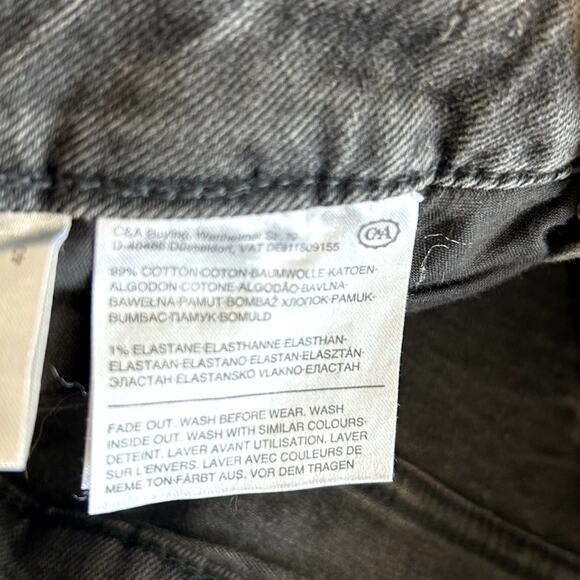 C&A Buying, Wanheimer Str. 70
D-40468 Düsseldorf, VAT DE811809155
C&A
99% COTTON·COTON·BAUMWOLLE·KATOEN·
ALGODON·COTONE·ALGODÃO·BAVLNA·
BAWEŁNA·PAMUT·BOMBAŽ·ХЛОПОК·PAMUK·
BUMBAC·ПАМУК·BOMULD
1% ELASTANE·ELASTHANNE·ELASTHAN·
ELASTAAN·ELASTANO·ELASTAN·ELASZTÁN·
ЭЛАСТАН·ELASTANSKO VLAKNO·ЕЛАСТАН
FADE OUT. WASH BEFORE WEAR. WASH
INSIDE OUT. WASH WITH SIMILAR COLOURS·
DETEINT. LAVER AVANT UTILISATION. LAVER
SUR L'ENVERS. LAVER AVEC COULEURS DE
MEME TON·FÄRBT AUS. VOR DEM TRAGEN